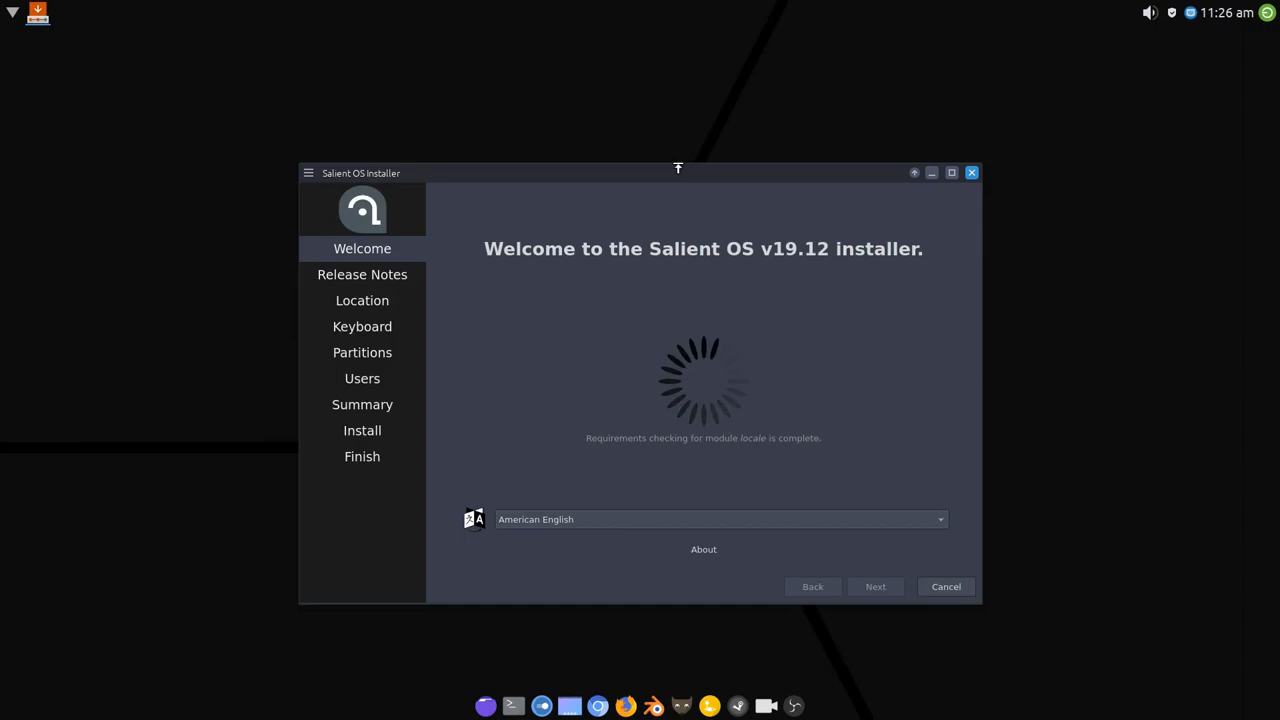 11:26 am
Salient OS Installer
Welcome
Release Notes
Location
Keyboard
Partitions
Users
Summary
Install
Finish
Welcome to the Salient OS v19.12 installer.
Requirements checking for module locale is complete.
American English
About
Back
Next
Cancel